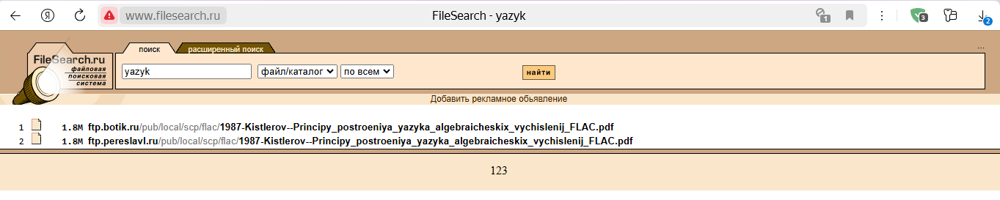 www.filesearch.ru FileSearch - yazyk 1 3 2
поиск расширенный поиск ...
FileSearch.ru
файловая
поисковая
система
yazyk файл/каталог по всем найти
Добавить рекламное обьявление
1 1.8M ftp.botik.ru/pub/local/scp/flac/1987-Kistlerov--Principy_postroeniya_yazyka_algebraicheskix_vychislenij_FLAC.pdf
2 1.8M ftp.pereslavl.ru/pub/local/scp/flac/1987-Kistlerov--Principy_postroeniya_yazyka_algebraicheskix_vychislenij_FLAC.pdf
123